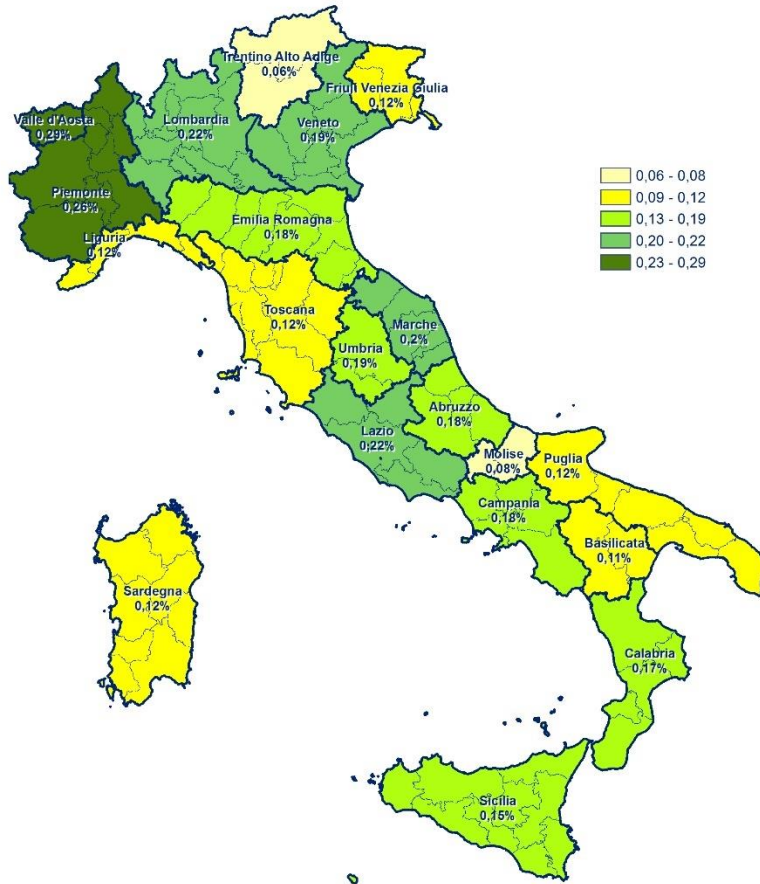 Trentino Alto Adige
0,06%
Friuli Venezia Giulia
0,12%
Valle d'Aosta
0,29%
Lombardia
0,22%
Veneto
0,19%
Piemonte
0,26%
Emilia Romagna
0,18%
Liguria
0,12%
Toscana
0,12%
Marche
0,2%
Umbria
0,19%
Abruzzo
0,18%
Lazio
0,22%
Molise
0,08%
Puglia
0,12%
Campania
0,18%
Basilicata
0,11%
Sardegna
0,12%
Calabria
0,17%
Sicilia
0,15%
0,06 - 0,08
0,09 - 0,12
0,13 - 0,19
0,20 - 0,22
0,23 - 0,29